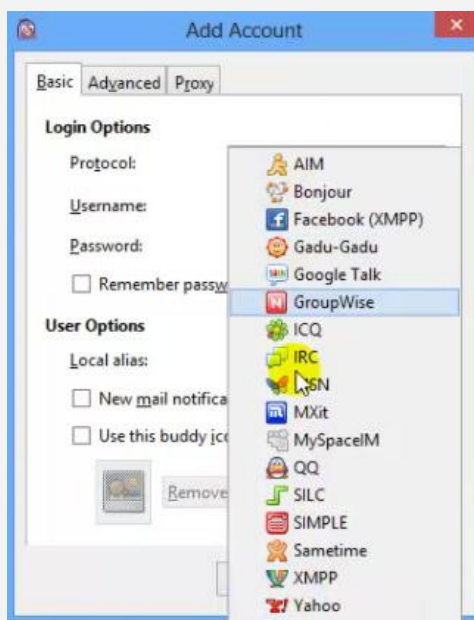 Add Account
Basic Advanced Proxy
Login Options
Protocol:
AIM
Bonjour
Username:
Facebook (XMPP)
Gadu-Gadu
Password:
Google Talk
Remember passw
GroupWise
User Options
ICQ
Local alias:
IRC
New mail notifica
MXit
Use this buddy ico
MySpaceIM
QQ
Remove
SILC
SIMPLE
Sametime
XMPP
Yahoo